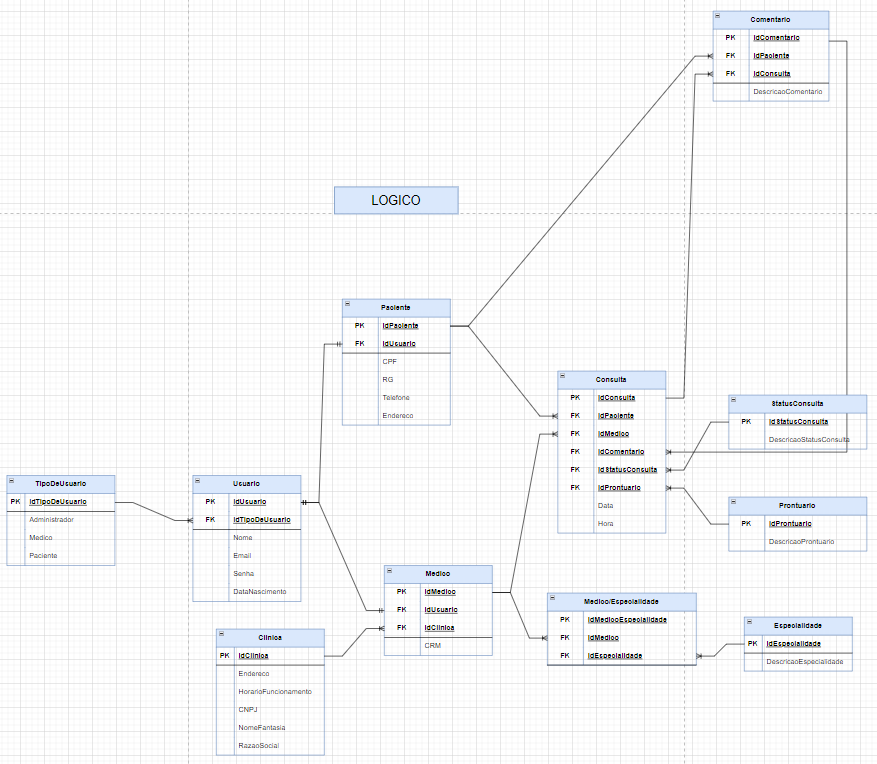 Comentario
PK IdComentario
FK IdPaciente
FK IdConsulta
DescricaoComentario
LOGICO
Paciente
PK IdPaciente
FK IdUsuario
CPF
RG
Telefone
Endereco
Consulta
PK IdConsulta
FK IdPaciente
FK IdMedico
FK IdComentario
FK IdStatusConsulta
FK IdProntuario
Data
Hora
StatusConsulta
PK IdStatusConsulta
DescricaoStatusConsulta
TipoDeUsuario
PK IdTipoDeUsuario
Administrador
Medico
Paciente
Usuario
PK IdUsuario
FK IdTipoDeUsuario
Nome
Email
Senha
DataNascimento
Prontuario
PK IdProntuario
DescricaoProntuario
Medico
PK IdMedico
FK IdUsuario
FK IdClinica
CRM
Medico/Especialidade
PK IdMedicoEspecialidade
FK IdMedico
FK IdEspecialidade
Especialidade
PK IdEspecialidade
DescricaoEspecialidade
Clinica
PK IdClinica
Endereco
HorarioFuncionamento
CNPJ
NomeFantasia
RazaoSocial